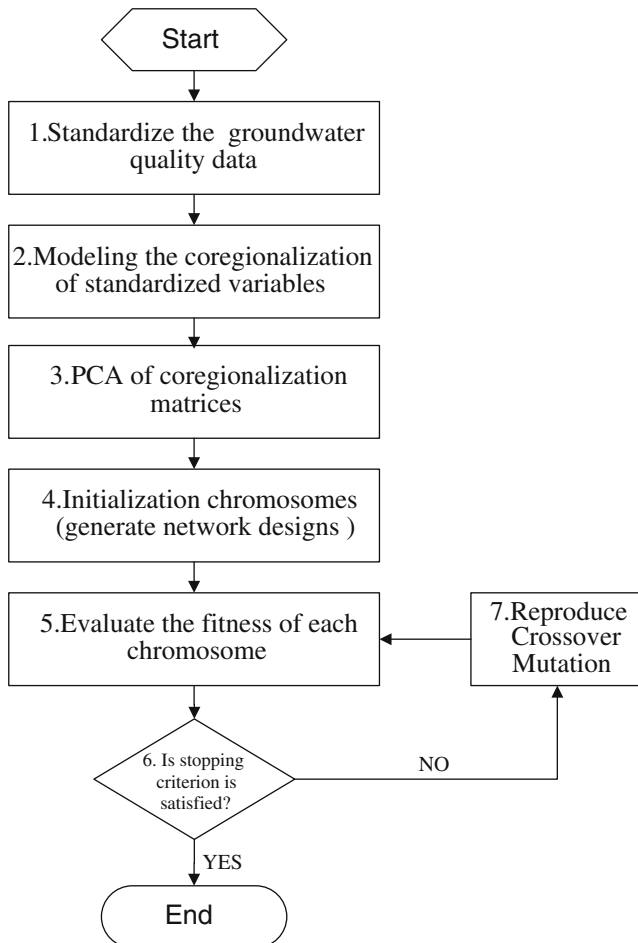 Start
1.Standardize the groundwater
quality data
2.Modeling the coregionalization
of standardized variables
3.PCA of coregionalization
matrices
4.Initialization chromosomes
(generate network designs )
5.Evaluate the fitness of each
chromosome
7.Reproduce
Crossover
Mutation
6. Is stopping
criterion is
satisfied?
NO
YES
End